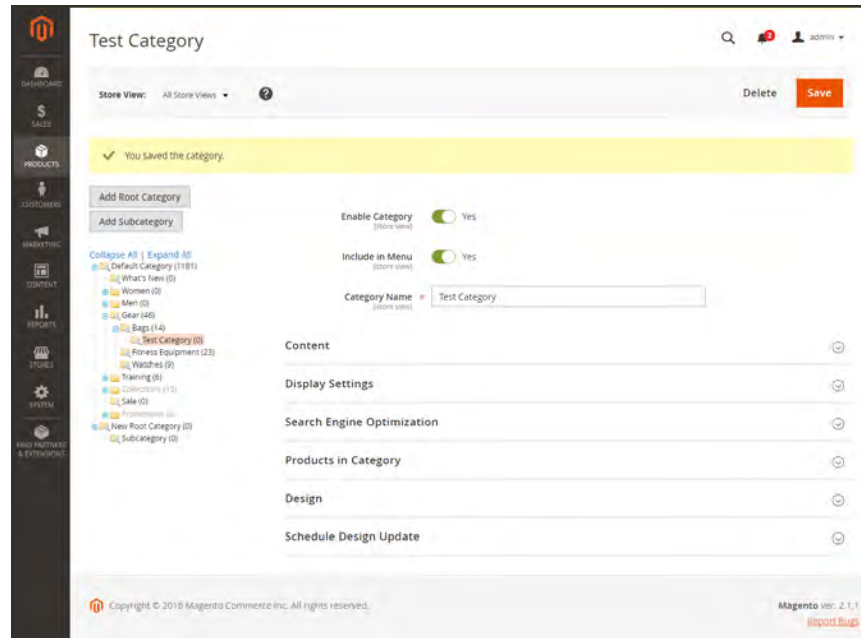 Test Category
2
admin
DASHBOARD
SALES
PRODUCTS
CUSTOMERS
MARKETING
CONTENT
REPORTS
STORES
SYSTEM
FIND PARTNERS
& EXTENSIONS
Store View: All Store Views
?
Delete
Save
You saved the category.
Add Root Category
Add Subcategory
Collapse All | Expand All
Default Category (1181)
What's New (0)
Women (0)
Men (0)
Gear (46)
Bags (14)
Test Category (0)
Fitness Equipment (23)
Watches (9)
Training (6)
Collections (13)
Sale (0)
Promotions
New Root Category (0)
Subcategory (0)
Enable Category
[store view]
Yes
Include in Menu
[store view]
Yes
Category Name *
[store view]
Test Category
Content
Display Settings
Search Engine Optimization
Products in Category
Design
Schedule Design Update
Copyright © 2016 Magento Commerce Inc. All rights reserved.
Magento ver. 2.1.1
Report Bugs